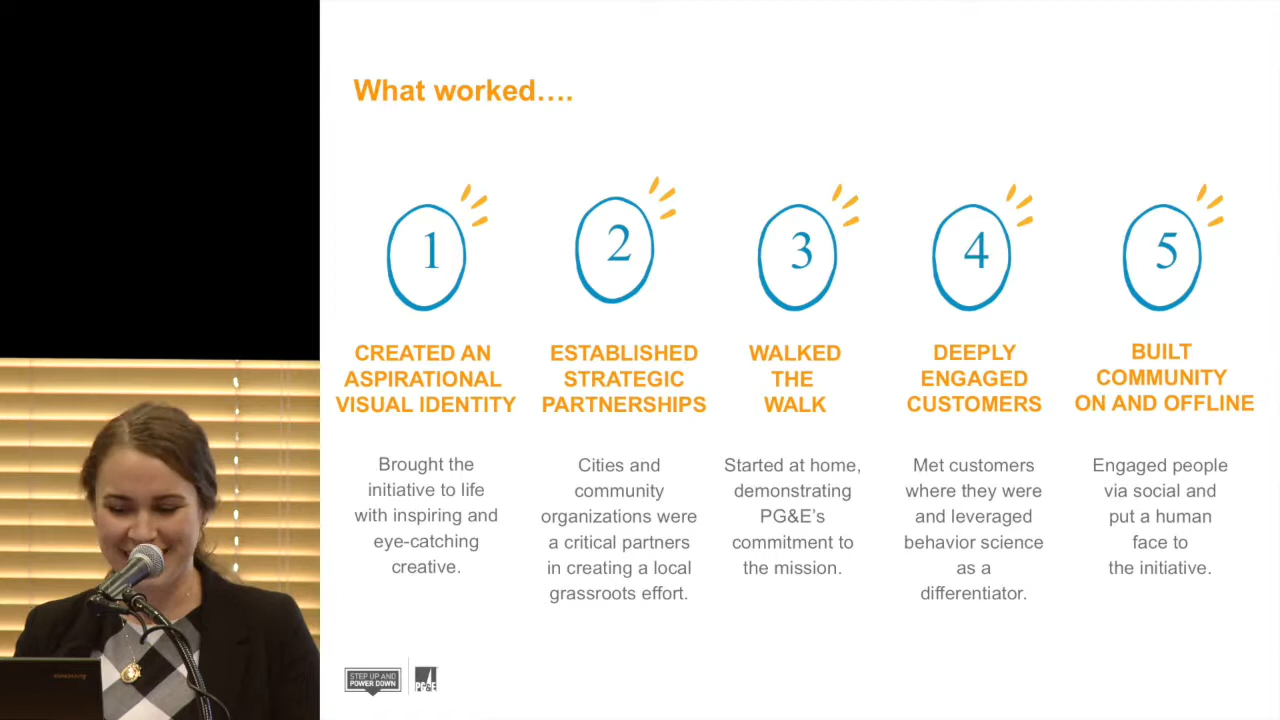 What worked....
1
2
3
4
5
CREATED AN
ASPIRATIONAL
VISUAL IDENTITY
ESTABLISHED
STRATEGIC
PARTNERSHIPS
WALKED
THE
WALK
DEEPLY
ENGAGED
CUSTOMERS
BUILT
COMMUNITY
ON AND OFFLINE
Brought the
initiative to life
with inspiring and
eye-catching
creative.
Cities and
community
organizations were
a critical partners
in creating a local
grassroots effort.
Started at home,
demonstrating
PG&E’s
commitment to
the mission.
Met customers
where they were
and leveraged
behavior science
as a
differentiator.
Engaged people
via social and
put a human
face to
the initiative.
STEP UP AND
POWER DOWN
PG&E